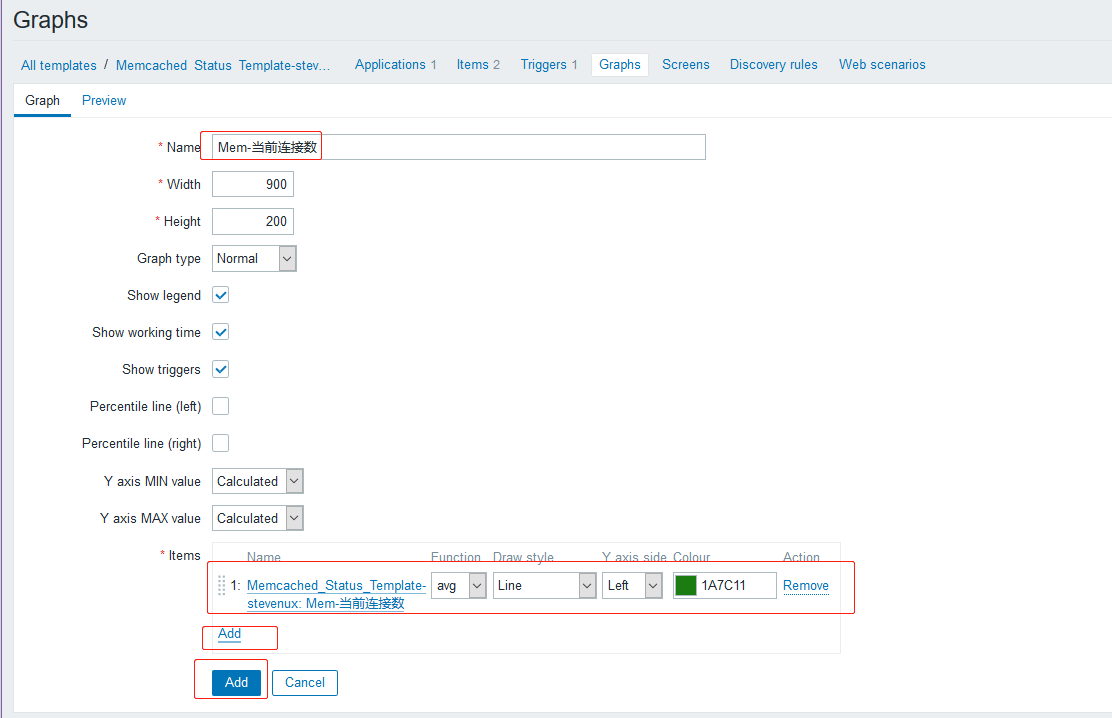 Graphs
All templates / Memcached Status Template-stev... Applications 1 Items 2 Triggers 1 Graphs Screens Discovery rules Web scenarios
Graph Preview
* Name Mem-当前连接数
* Width 900
* Height 200
Graph type Normal
Show legend
Show working time
Show triggers
Percentile line (left)
Percentile line (right)
Y axis MIN value Calculated
Y axis MAX value Calculated
* Items Name Function Draw style Y axis side Colour Action
1: Memcached_Status_Template- avg Line Left 1A7C11 Remove
stevenux: Mem-当前连接数
Add
Add Cancel